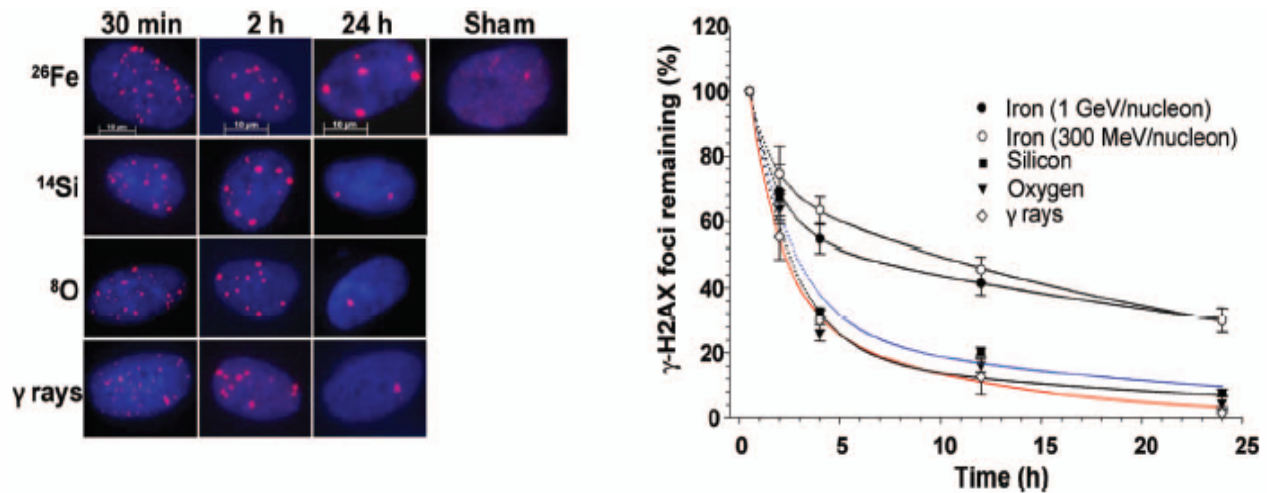 30 min 2 h 24 h Sham
²⁶Fe
10 μm 10 μm 10 μm
¹⁴Si
⁸O
γ rays
γ-H2AX foci remaining (%)
120
100
80
60
40
20
0
0 5 10 15 20 25
Time (h)
Iron (1 GeV/nucleon)
Iron (300 MeV/nucleon)
Silicon
Oxygen
γ rays